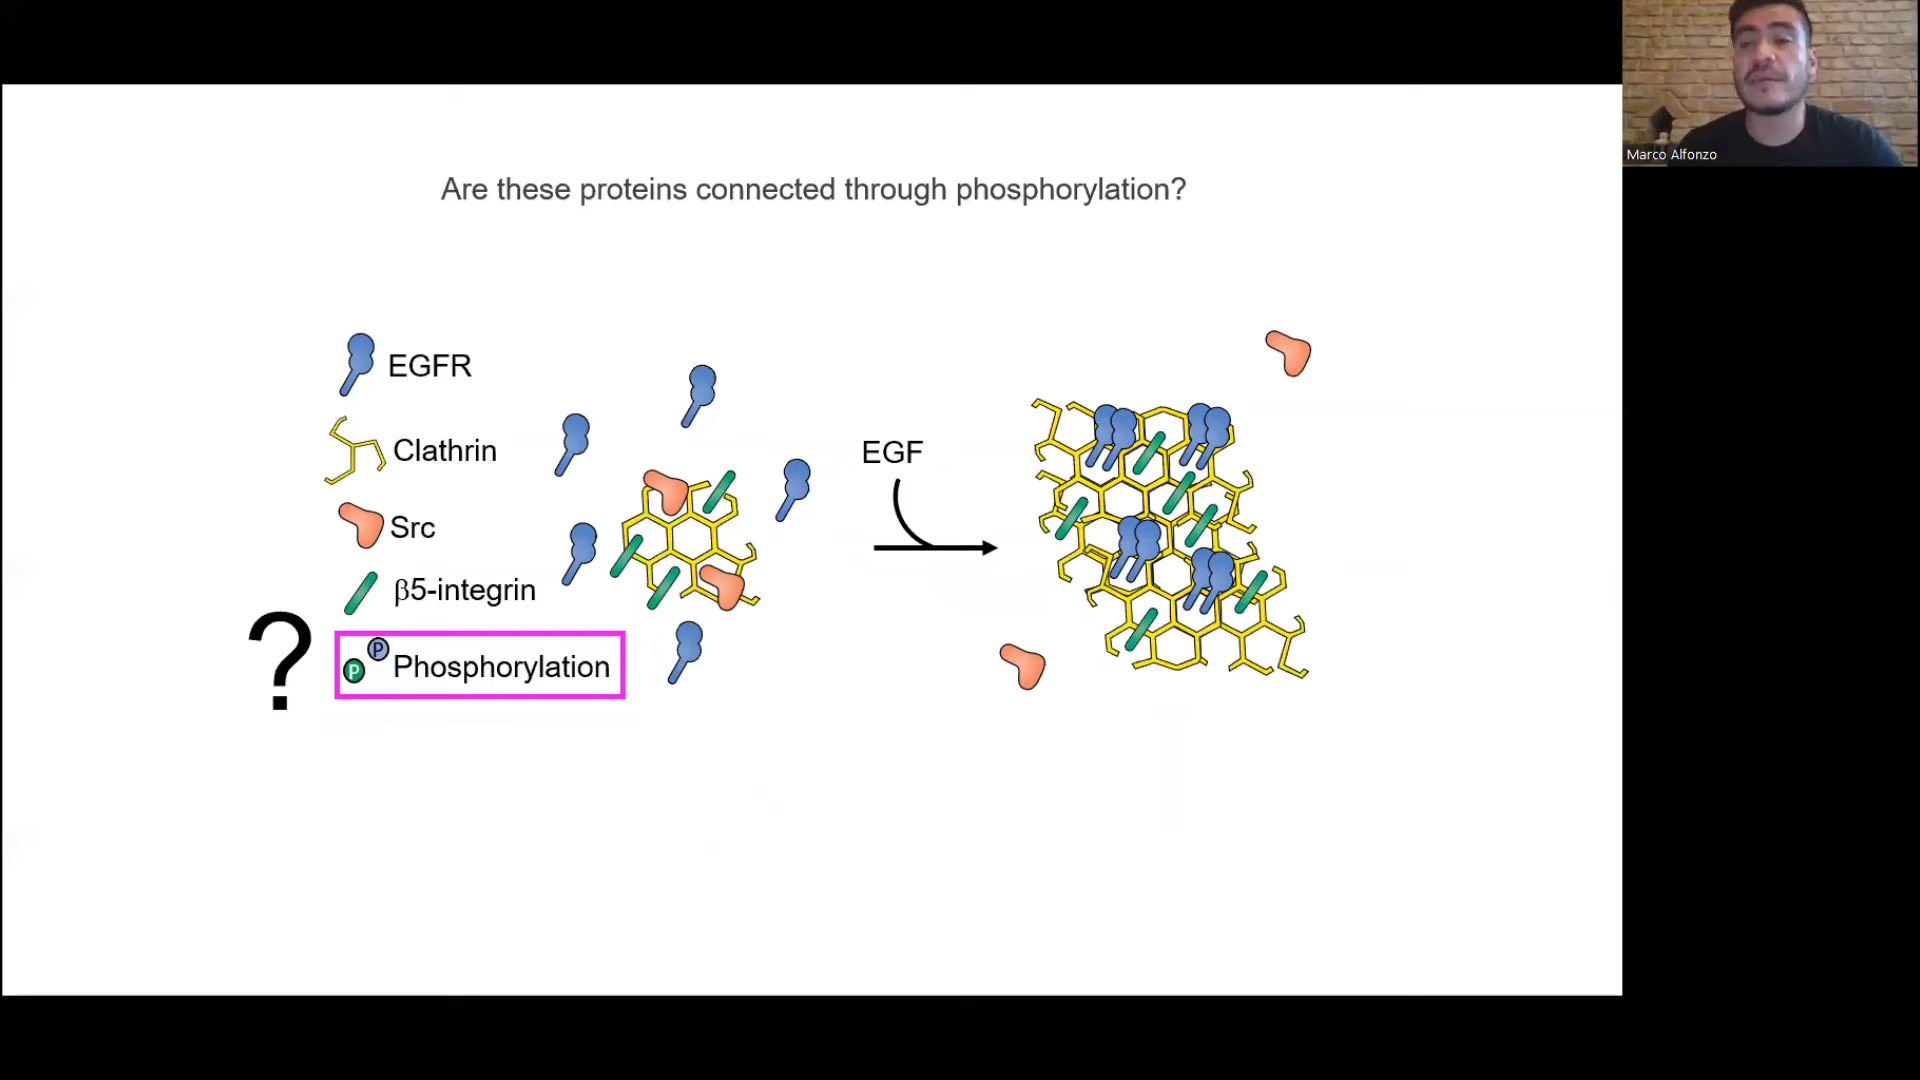 Marco Alfonzo
Are these proteins connected through phosphorylation?
EGFR
Clathrin
Src
β5-integrin
?
P
P
Phosphorylation
EGF